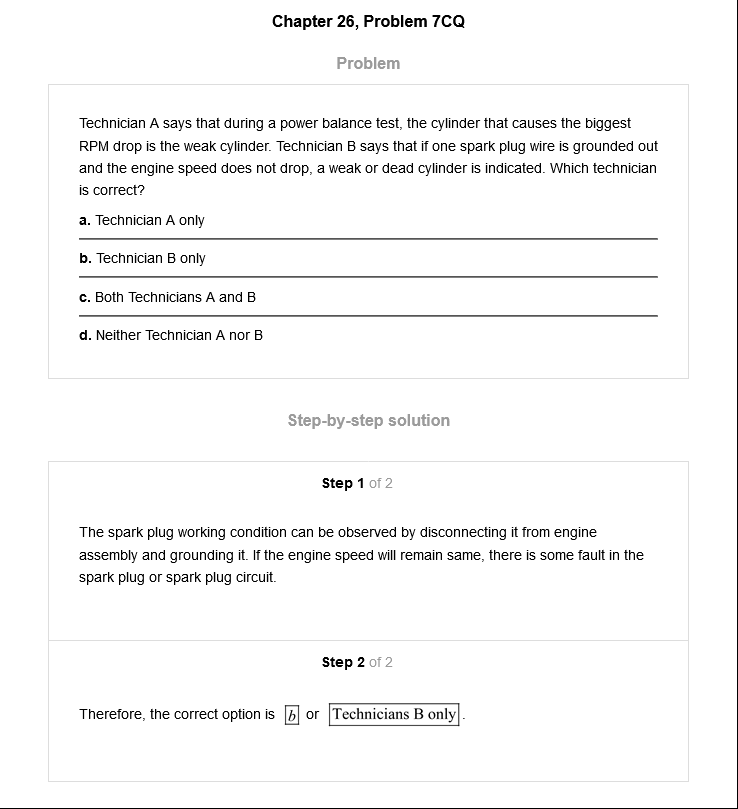 Chapter 26, Problem 7CQ
Problem
Technician A says that during a power balance test, the cylinder that causes the biggest
RPM drop is the weak cylinder. Technician B says that if one spark plug wire is grounded out
and the engine speed does not drop, a weak or dead cylinder is indicated. Which technician
is correct?
a. Technician A only
b. Technician B only
c. Both Technicians A and B
d. Neither Technician A nor B
Step-by-step solution
Step 1 of 2
The spark plug working condition can be observed by disconnecting it from engine
assembly and grounding it. If the engine speed will remain same, there is some fault in the
spark plug or spark plug circuit.
Step 2 of 2
Therefore, the correct option is b or Technicians B only.